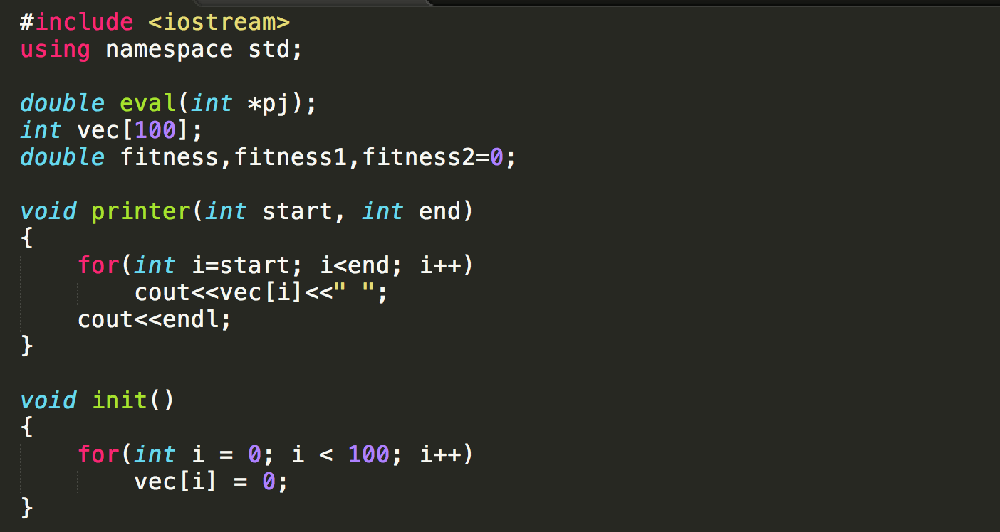 #include <iostream>
using namespace std;
double eval(int *pj);
int vec[100];
double fitness,fitness1,fitness2=0;
void printer(int start, int end)
{
    for(int i=start; i<end; i++)
        cout<<vec[i]<<" ";
    cout<<endl;
}
void init()
{
    for(int i = 0; i < 100; i++)
        vec[i] = 0;
}